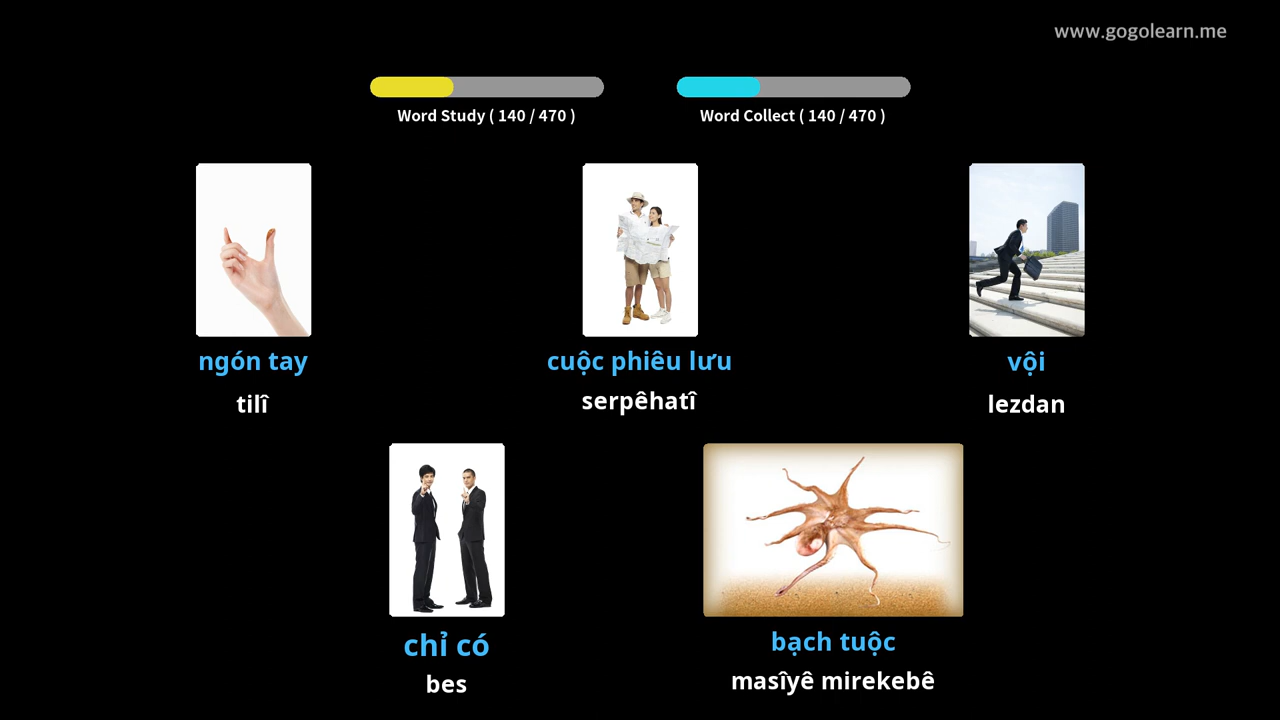 www.gogolearn.me
Word Study ( 140 / 470 )
Word Collect ( 140 / 470 )
ngón tay
tilî
cuộc phiêu lưu
serpêhatî
vội
lezdan
chỉ có
bes
bạch tuộc
masîyê mirekebê